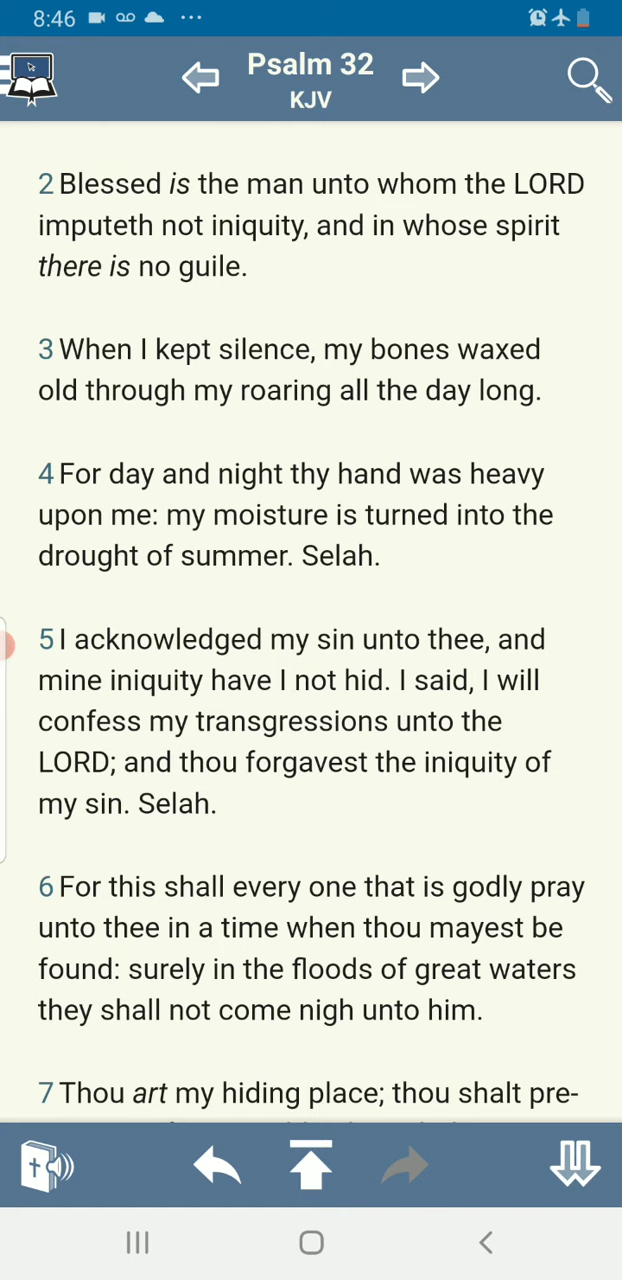 8:46
Psalm 32
KJV
2 Blessed is the man unto whom the LORD
imputeth not iniquity, and in whose spirit
there is no guile.
3 When I kept silence, my bones waxed
old through my roaring all the day long.
4 For day and night thy hand was heavy
upon me: my moisture is turned into the
drought of summer. Selah.
5 I acknowledged my sin unto thee, and
mine iniquity have I not hid. I said, I will
confess my transgressions unto the
LORD; and thou forgavest the iniquity of
my sin. Selah.
6 For this shall every one that is godly pray
unto thee in a time when thou mayest be
found: surely in the floods of great waters
they shall not come nigh unto him.
7 Thou art my hiding place; thou shalt pre-